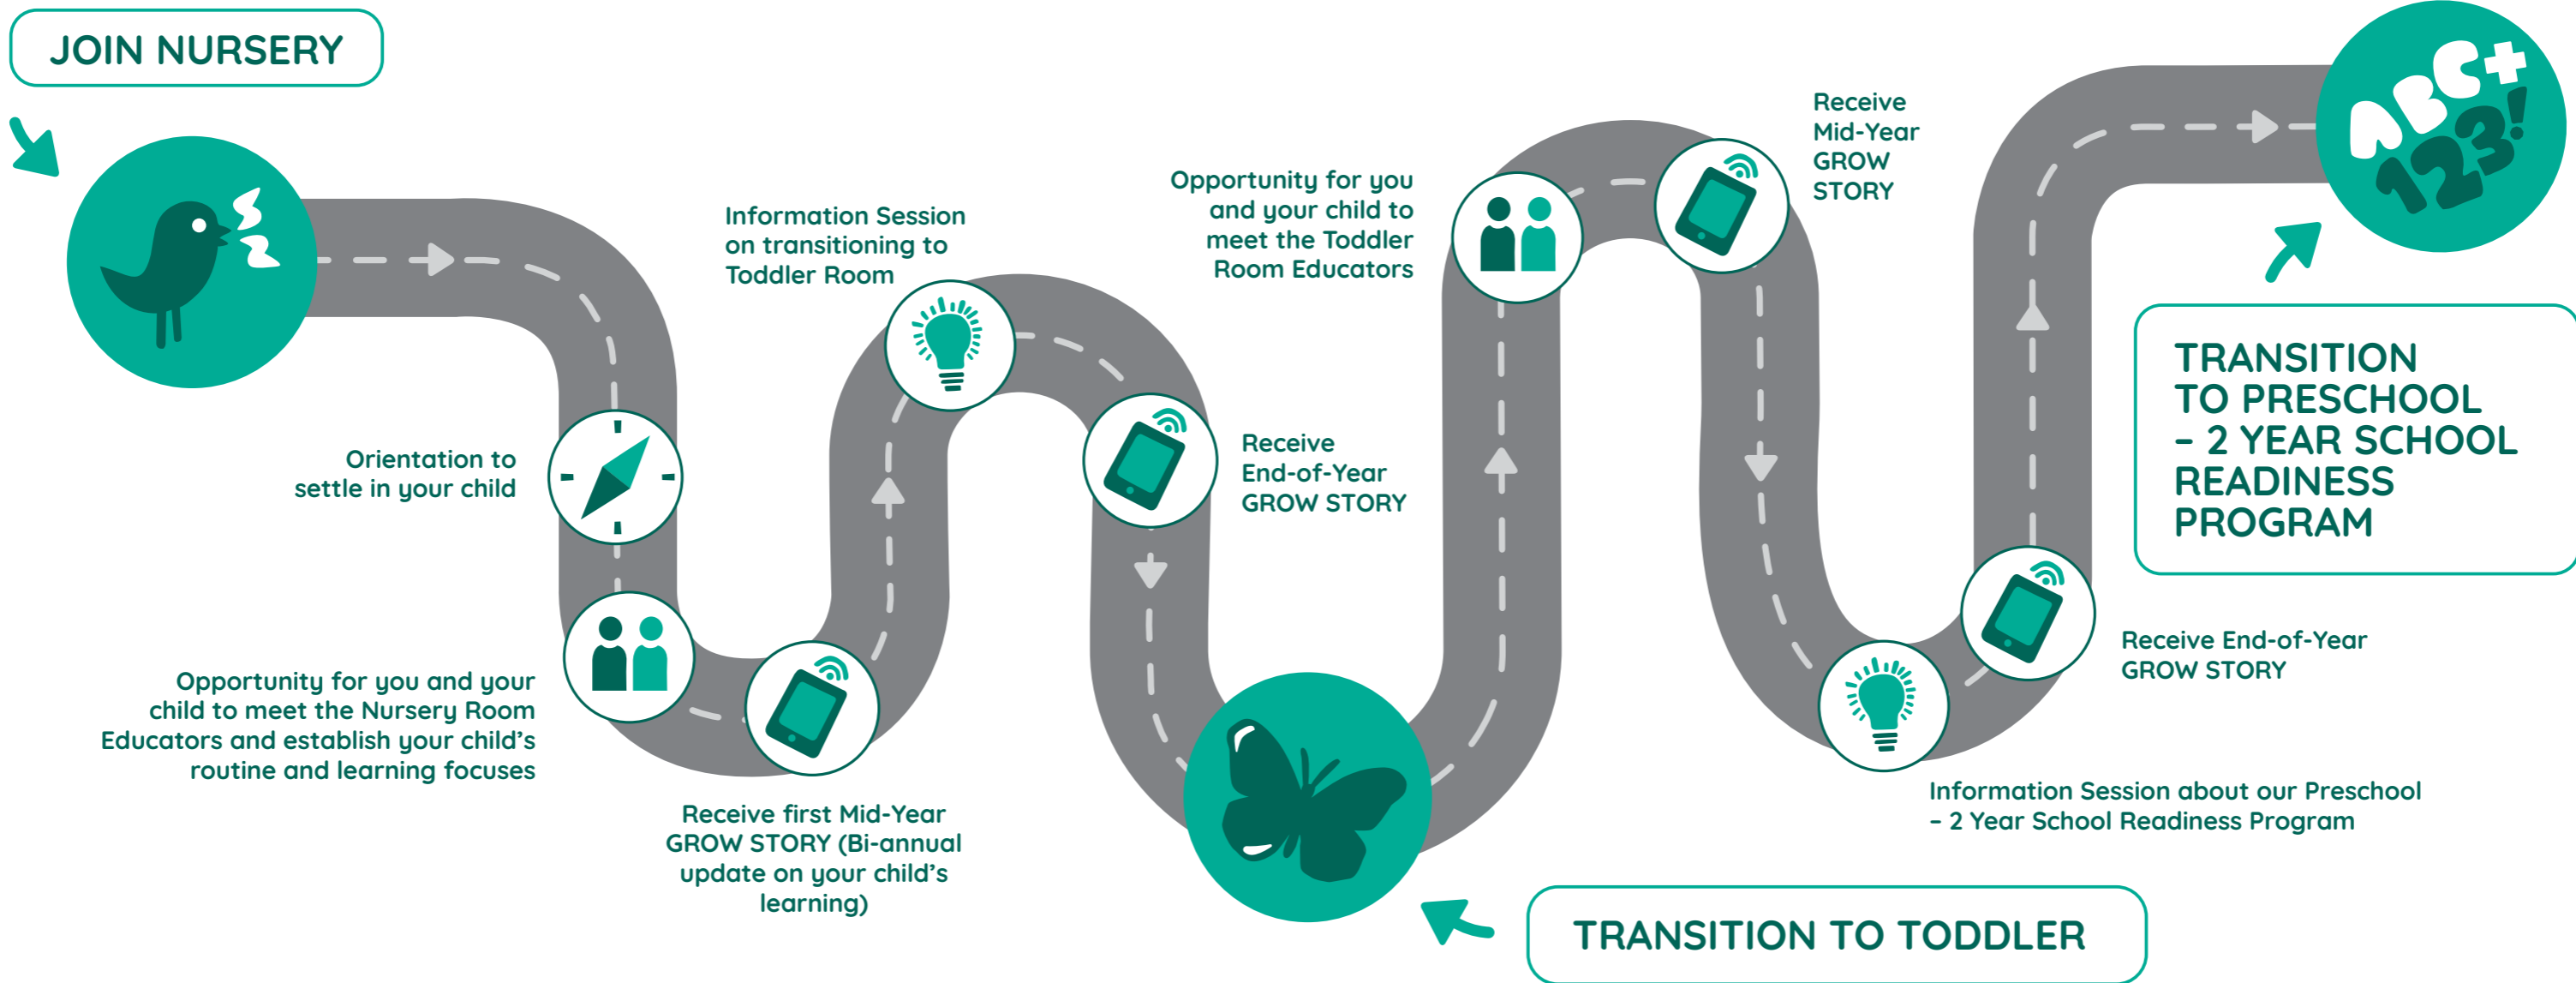 JOIN NURSERY
Orientation to
settle in your child
Opportunity for you and your
child to meet the Nursery Room
Educators and establish your child’s
routine and learning focuses
Receive first Mid-Year
GROW STORY (Bi-annual
update on your child’s
learning)
Information Session
on transitioning to
Toddler Room
Receive
End-of-Year
GROW STORY
TRANSITION TO TODDLER
Opportunity for you
and your child to
meet the Toddler
Room Educators
Receive
Mid-Year
GROW
STORY
Information Session about our Preschool
– 2 Year School Readiness Program
Receive End-of-Year
GROW STORY
TRANSITION
TO PRESCHOOL
– 2 YEAR SCHOOL
READINESS
PROGRAM
ABC+
123!